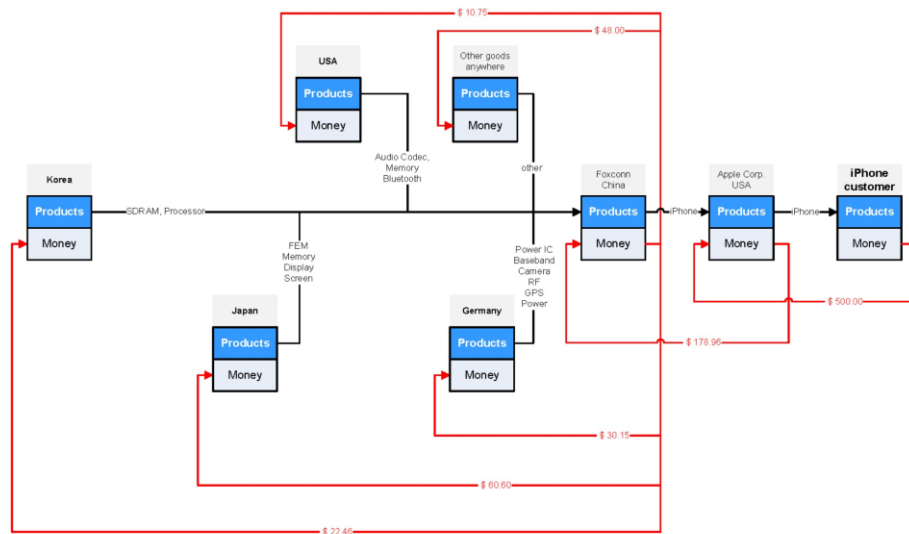 $ 10.75
$ 48.00
USA
Products
Money
Other goods
anywhere
Products
Money
Audio Codec,
Memory
Bluetooth
other
Korea
Products
Money
SDRAM, Processor
Foxconn
China
Products
Money
iPhone
Apple Corp.
USA
Products
Money
iPhone
iPhone
customer
Products
Money
FEM
Memory
Display
Screen
Power IC
Baseband
Camera
RF
GPS
Power
Japan
Products
Money
Germany
Products
Money
$ 500.00
$ 178.96
$ 30.15
$ 60.60
$ 22.46